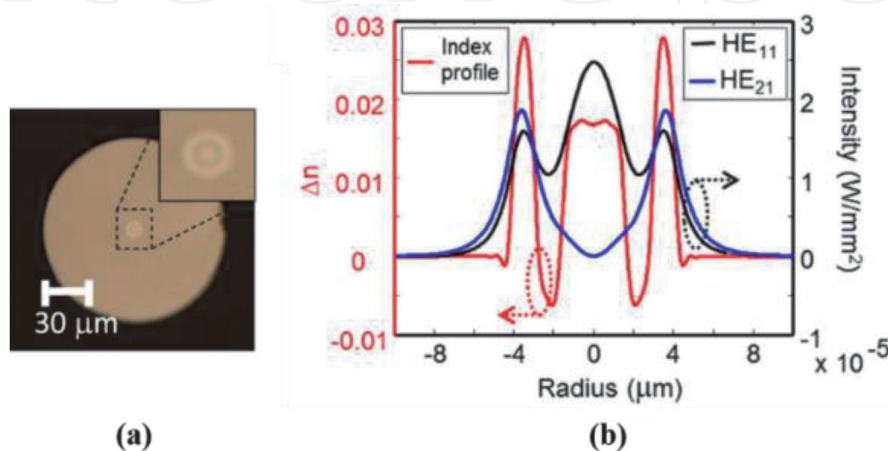 (b)
0.03
3
Index
profile
HE11
HE21
0.02
2
Δn
0.01
1
Intensity (W/mm²)
0
0
-0.01
-1
-8
-4
0
4
8
x 10⁻⁵
Radius (μm)
30 μm
(a)
(b)